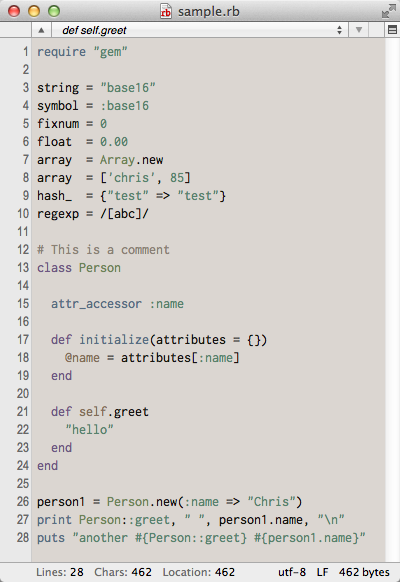 sample.rb
def self.greet
1 require "gem"
2
3 string = "base16"
4 symbol = :base16
5 fixnum = 0
6 float  = 0.00
7 array  = Array.new
8 array  = ['chris', 85]
9 hash_  = {"test" => "test"}
10 regexp = /[abc]/
11
12 # This is a comment
13 class Person
14
15   attr_accessor :name
16
17   def initialize(attributes = {})
18     @name = attributes[:name]
19   end
20
21   def self.greet
22     "hello"
23   end
24 end
25
26 person1 = Person.new(:name => "Chris")
27 print Person::greet, " ", person1.name, "\n"
28 puts "another #{Person::greet} #{person1.name}"
Lines: 28 Chars: 462 Location: 462 utf-8 LF 462 bytes